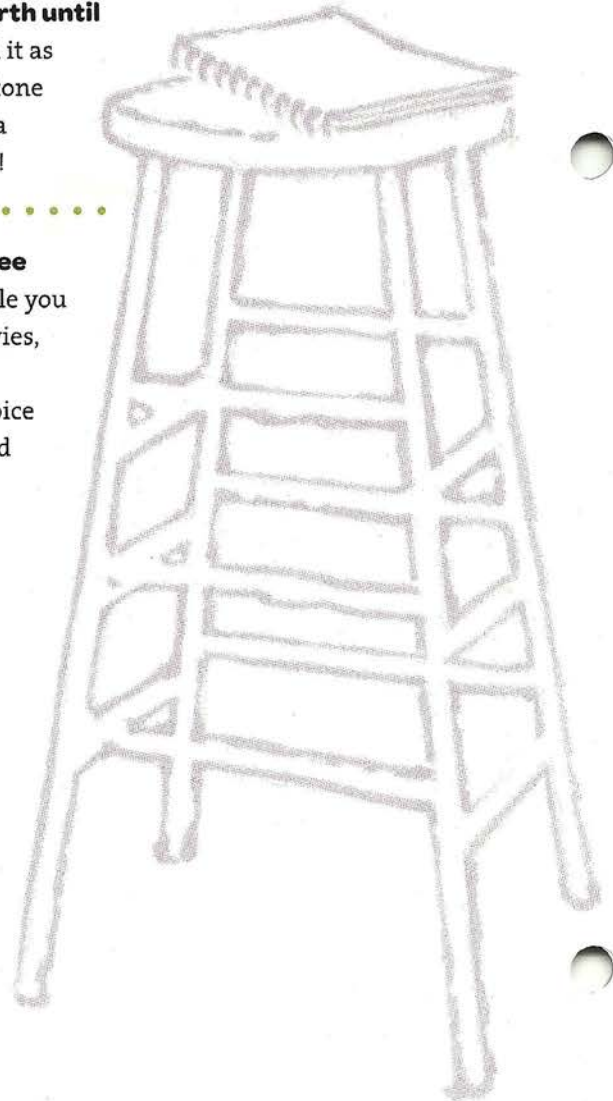 rth until
it as
one
a
!
ee
le you
ries,
oice
d